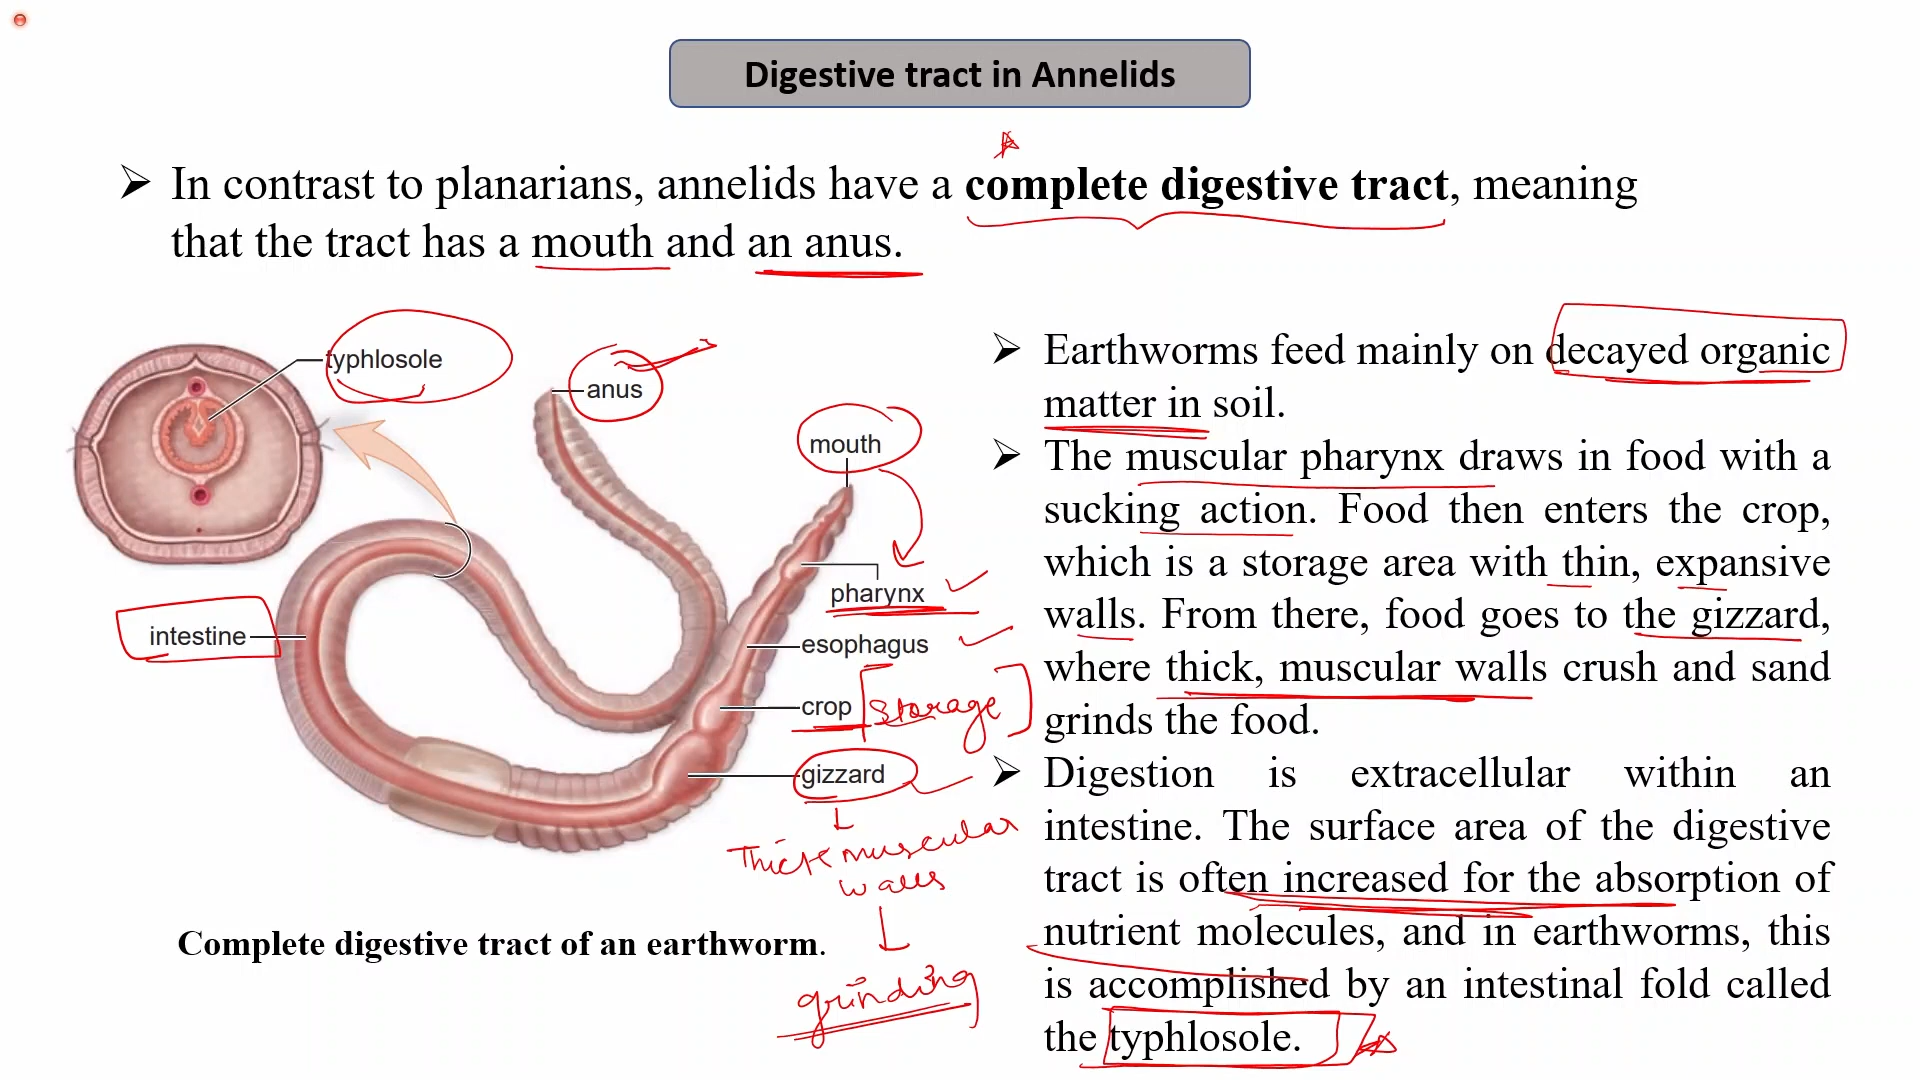 Digestive tract in Annelids
➢ In contrast to planarians, annelids have a complete digestive tract, meaning
that the tract has a mouth and an anus.
typhlosole
anus
mouth
pharynx
intestine
esophagus
crop [storage]
gizzard
Thick muscular
walls
grinding
Complete digestive tract of an earthworm.
➢ Earthworms feed mainly on decayed organic
matter in soil.
➢ The muscular pharynx draws in food with a
sucking action. Food then enters the crop,
which is a storage area with thin, expansive
walls. From there, food goes to the gizzard,
where thick, muscular walls crush and sand
grinds the food.
➢ Digestion is extracellular within an
intestine. The surface area of the digestive
tract is often increased for the absorption of
nutrient molecules, and in earthworms, this
is accomplished by an intestinal fold called
the typhlosole.